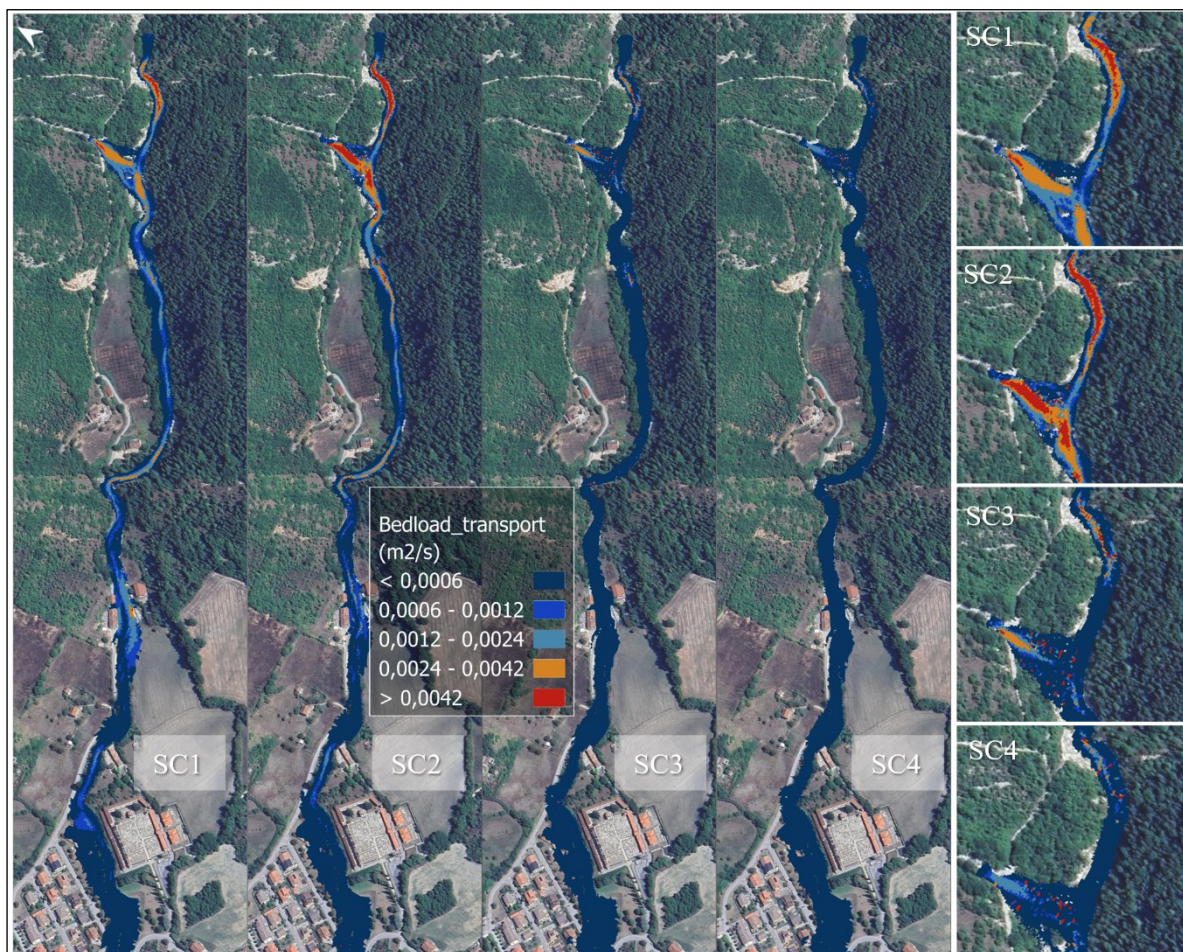 Bedload_transport
(m2/s)
< 0,0006
0,0006 - 0,0012
0,0012 - 0,0024
0,0024 - 0,0042
> 0,0042
SC1
SC2
SC3
SC4
SC1
SC2
SC3
SC4